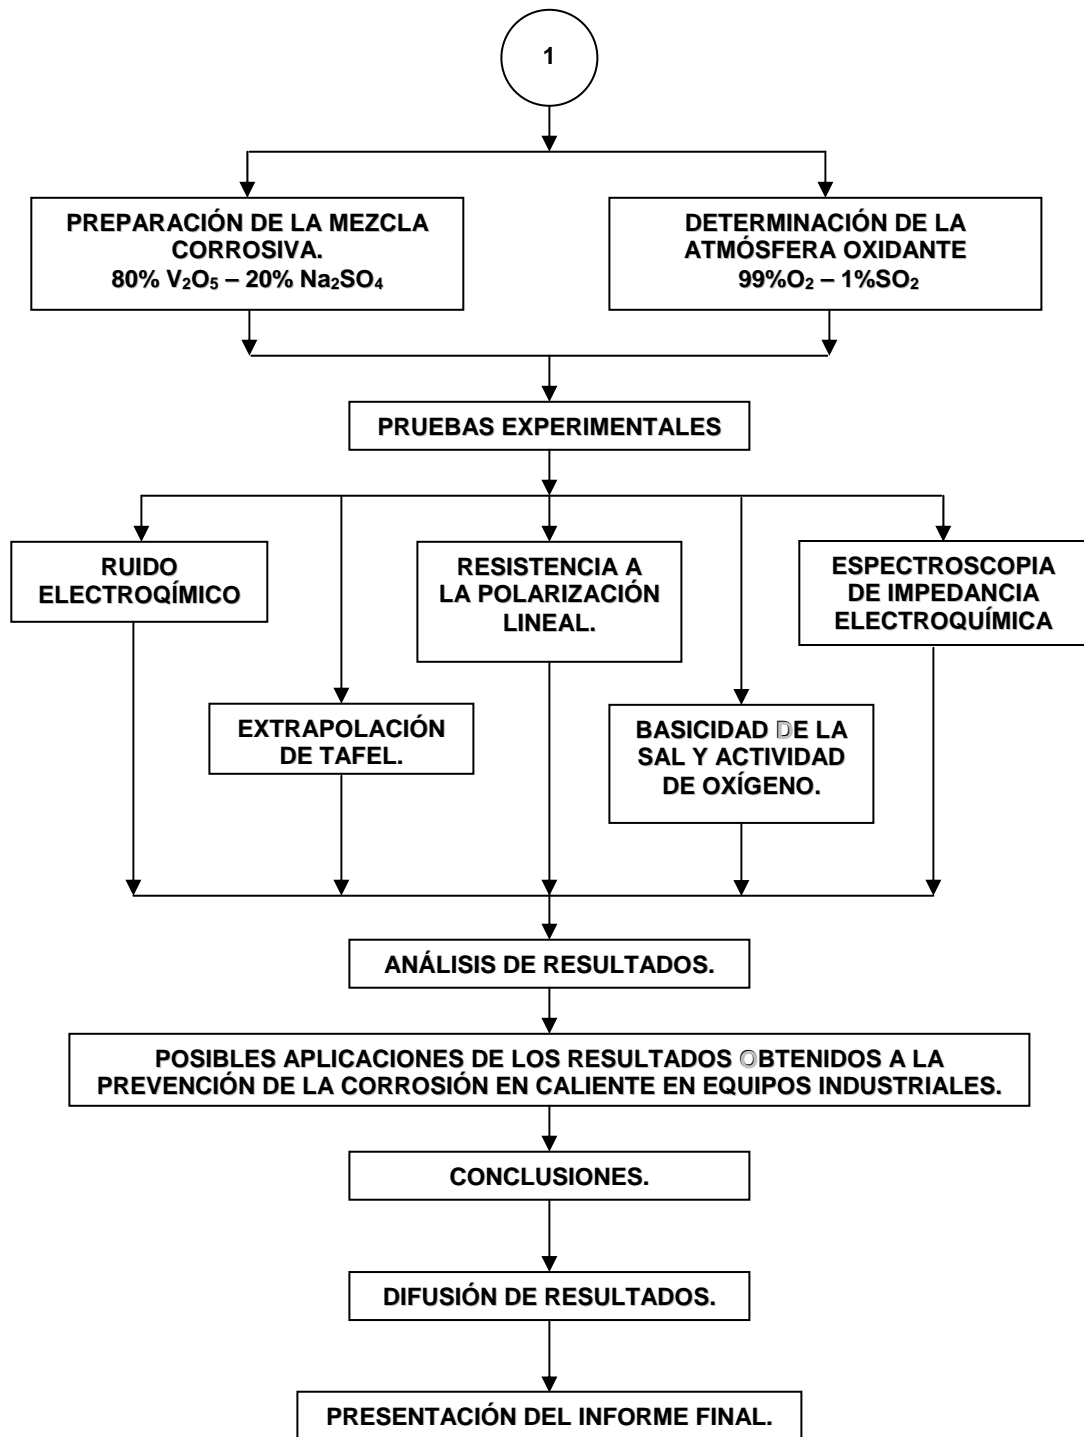 1
PREPARACIÓN DE LA MEZCLA
CORROSIVA.
80% V₂O₅ – 20% Na₂SO₄
DETERMINACIÓN DE LA
ATMÓSFERA OXIDANTE
99%O₂ – 1%SO₂
PRUEBAS EXPERIMENTALES
RUIDO
ELECTROQÍMICO
RESISTENCIA A
LA POLARIZACIÓN
LINEAL.
ESPECTROSCOPIA
DE IMPEDANCIA
ELECTROQUÍMICA
EXTRAPOLACIÓN
DE TAFEL.
BASICIDAD DE LA
SAL Y ACTIVIDAD
DE OXÍGENO.
ANÁLISIS DE RESULTADOS.
POSIBLES APLICACIONES DE LOS RESULTADOS OBTENIDOS A LA
PREVENCIÓN DE LA CORROSIÓN EN CALIENTE EN EQUIPOS INDUSTRIALES.
CONCLUSIONES.
DIFUSIÓN DE RESULTADOS.
PRESENTACIÓN DEL INFORME FINAL.